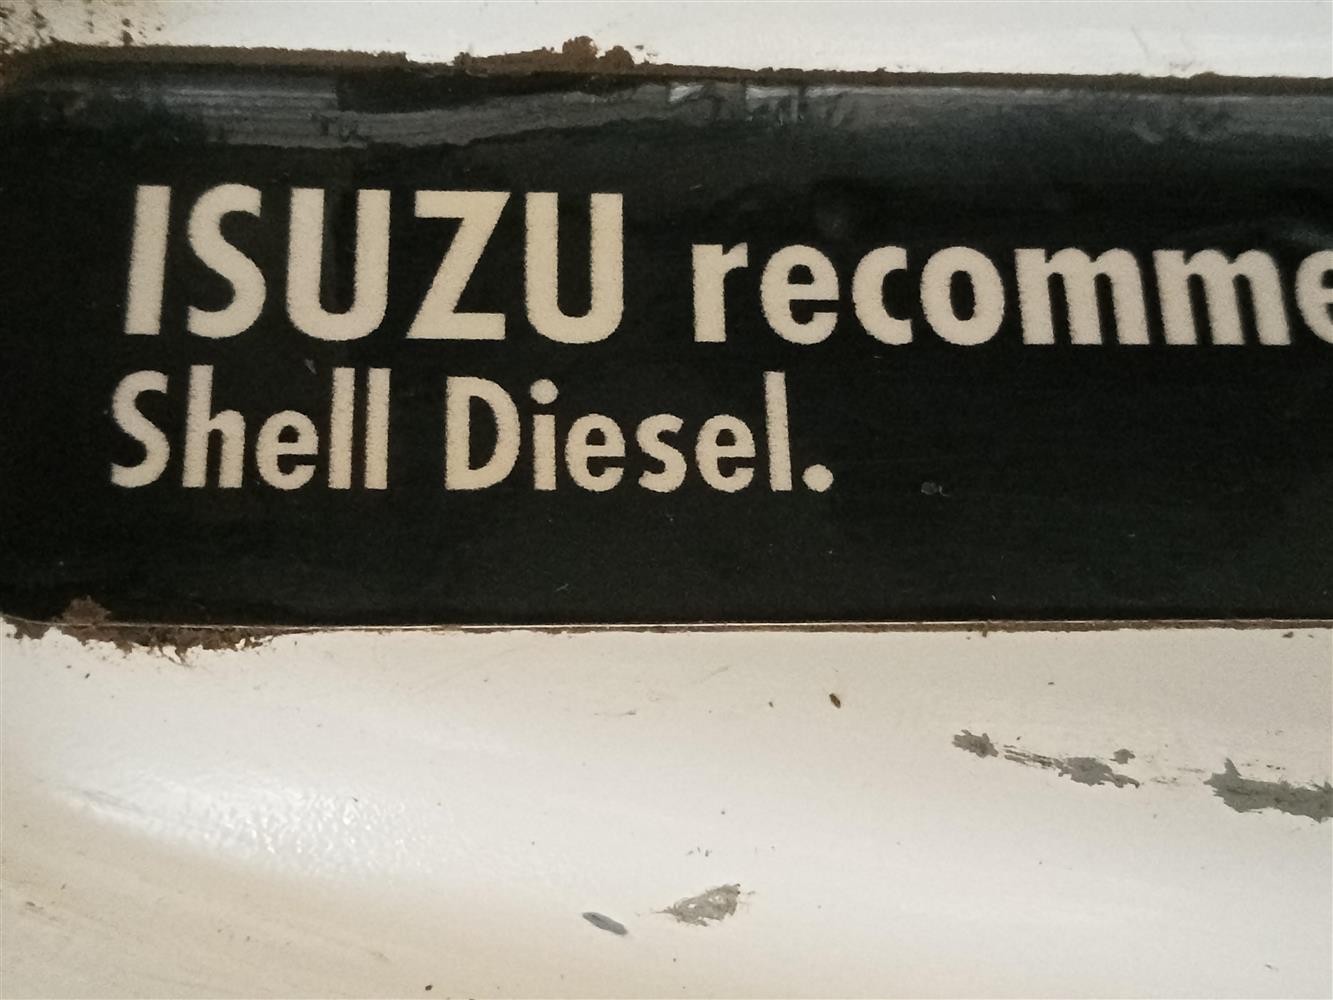 ISUZU recomme
Shell Diesel.